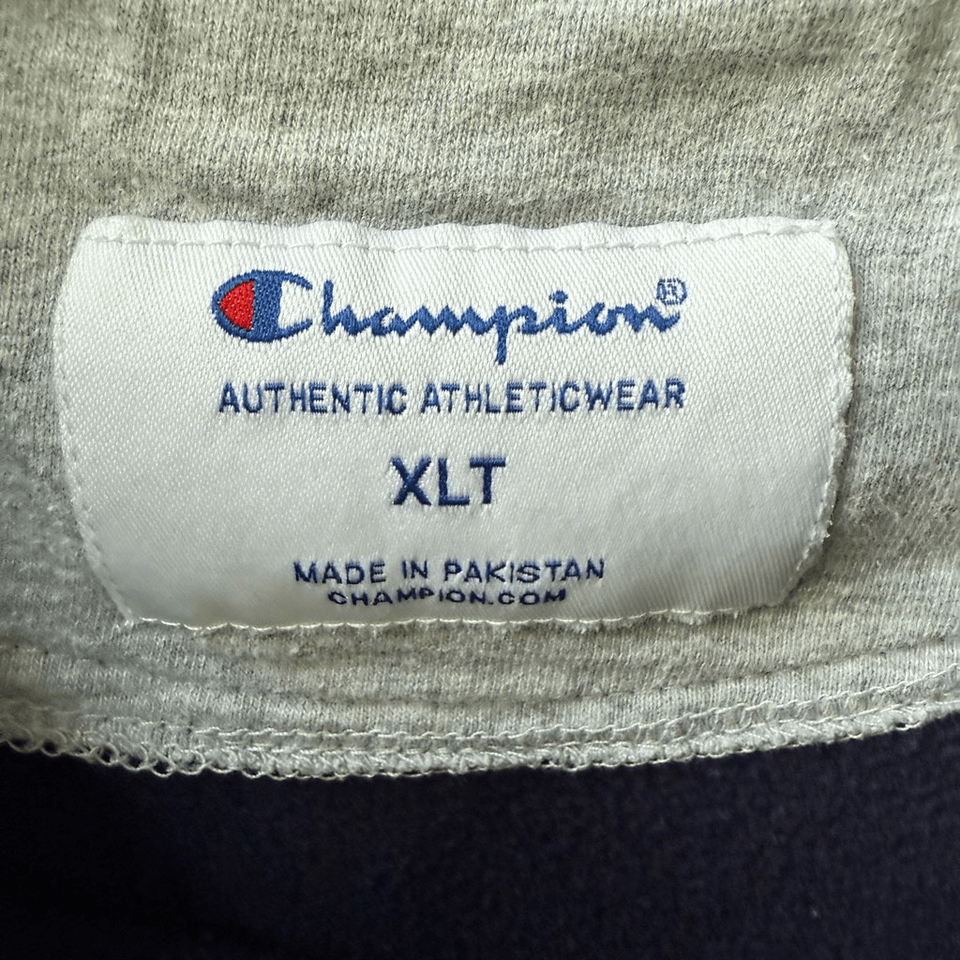 Champion®
AUTHENTIC ATHLETICWEAR
XLT
MADE IN PAKISTAN
CHAMPION.COM